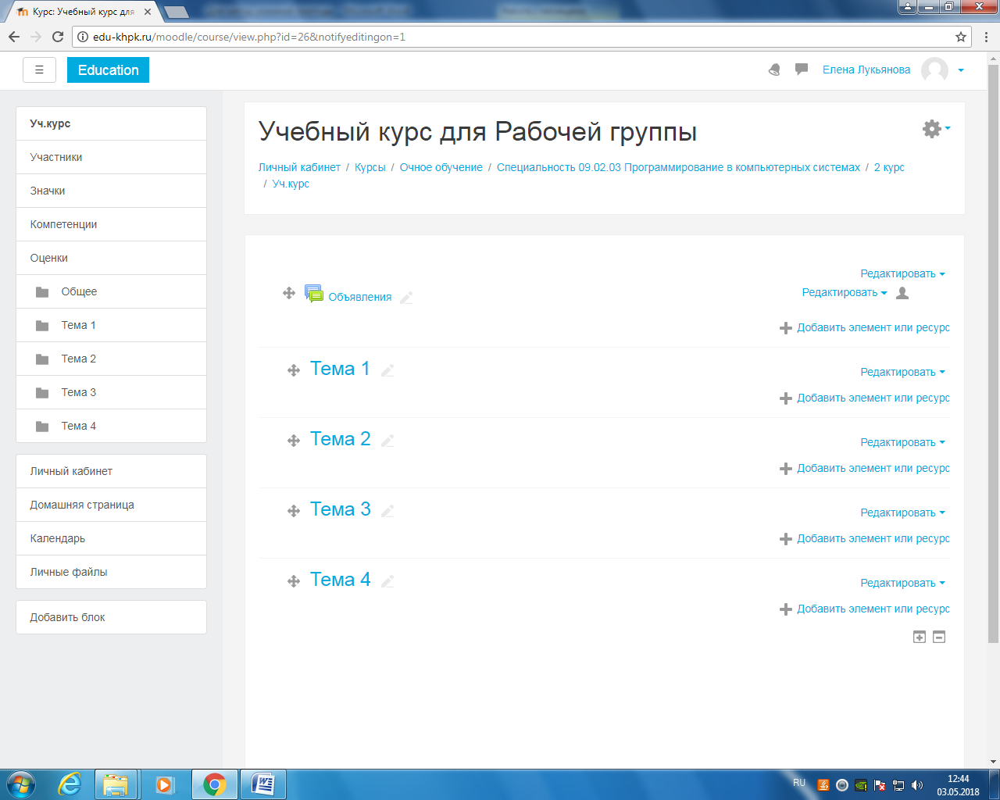 Курс: Учебный курс для
edu-khpk.ru/moodle/course/view.php?id=26&notifyeditingon=1
Education
Елена Лукьянова
Уч.курс
Участники
Значки
Компетенции
Оценки
Общее
Тема 1
Тема 2
Тема 3
Тема 4
Личный кабинет
Домашняя страница
Календарь
Личные файлы
Добавить блок
Учебный курс для Рабочей группы
Личный кабинет / Курсы / Очное обучение / Специальность 09.02.03 Программирование в компьютерных системах / 2 курс
/ Уч.курс
Редактировать
Объявления
Редактировать
Добавить элемент или ресурс
Тема 1
Редактировать
Добавить элемент или ресурс
Тема 2
Редактировать
Добавить элемент или ресурс
Тема 3
Редактировать
Добавить элемент или ресурс
Тема 4
Редактировать
Добавить элемент или ресурс
RU
12:44
03.05.2018